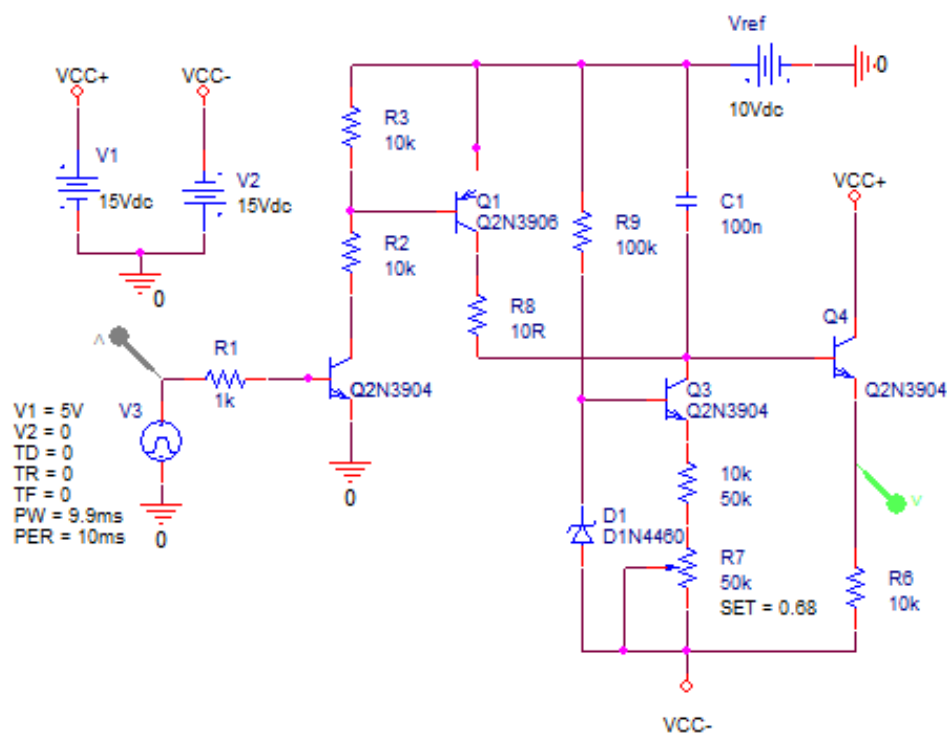 Vref
10Vdc
0
VCC+
VCC-
V1
15Vdc
V2
15Vdc
0
R3
10k
Q1
Q2N3906
R9
100k
C1
100n
VCC+
R2
10k
R8
10R
Q4
Q2N3904
R1
1k
Q2N3904
Q3
Q2N3904
V3
V1 = 5V
V2 = 0
TD = 0
TR = 0
TF = 0
PW = 9.9ms
PER = 10ms
0
0
10k
50k
V
D1
D1N4460
R7
50k
SET = 0.68
R6
10k
VCC-